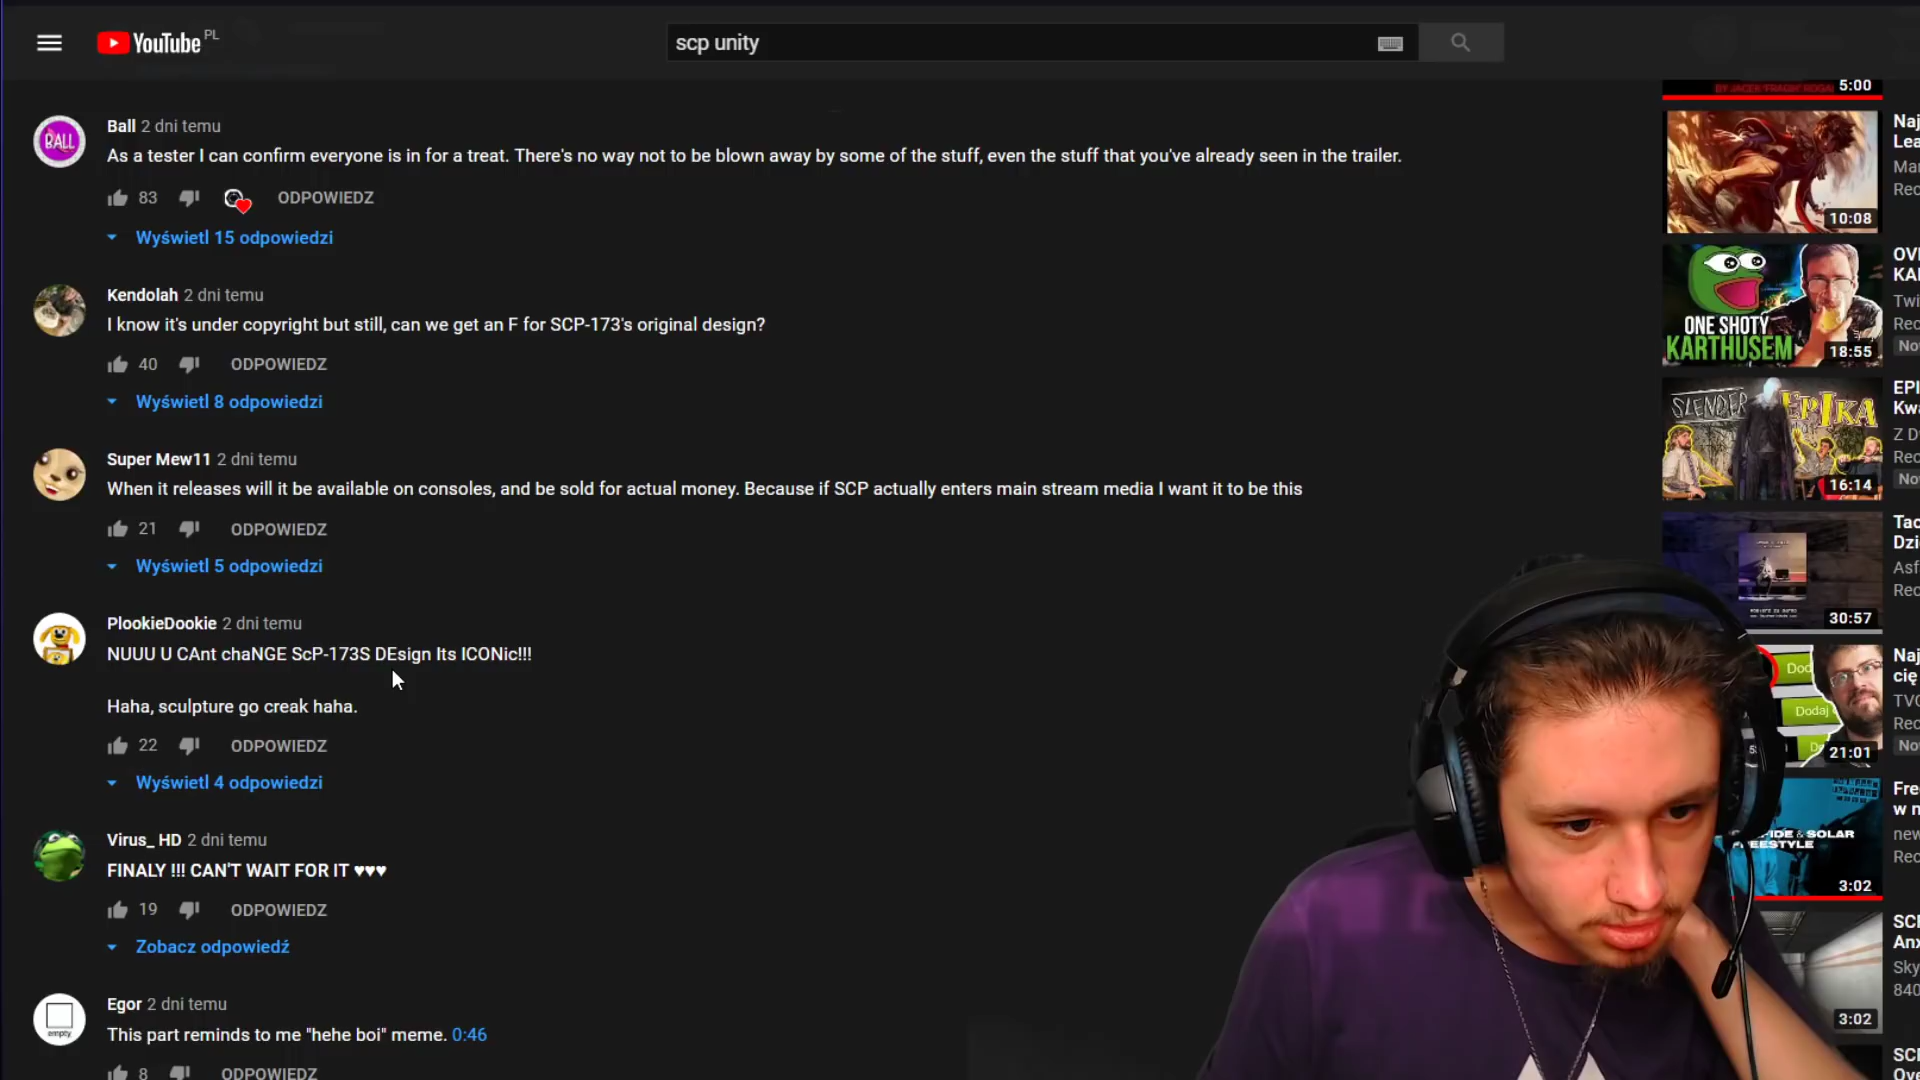 YouTube PL
scp unity
Ball 2 dni temu
As a tester I can confirm everyone is in for a treat. There's no way not to be blown away by some of the stuff, even the stuff that you've already seen in the trailer.
83 ODPOWIEDZ
Wyświetl 15 odpowiedzi
Kendolah 2 dni temu
I know it's under copyright but still, can we get an F for SCP-173's original design?
40 ODPOWIEDZ
Wyświetl 8 odpowiedzi
Super Mew11 2 dni temu
When it releases will it be available on consoles, and be sold for actual money. Because if SCP actually enters main stream media I want it to be this
21 ODPOWIEDZ
Wyświetl 5 odpowiedzi
PlookieDookie 2 dni temu
NUUU U CAnt chaNGE ScP-173S DEsign Its ICONic!!!
Haha, sculpture go creak haha.
22 ODPOWIEDZ
Wyświetl 4 odpowiedzi
Virus_ HD 2 dni temu
FINALY !!! CAN'T WAIT FOR IT ♥♥♥
19 ODPOWIEDZ
Zobacz odpowiedź
Egor 2 dni temu
This part reminds to me "hehe boi" meme. 0:46
8 ODPOWIEDZ
BALL
empty
5:00
10:08
ONE SHOTY
KARTHUSEM
18:55
SLENDER EPIKA
16:14
30:57
Dodaj
21:01
& SOLAR
3:02
3:02